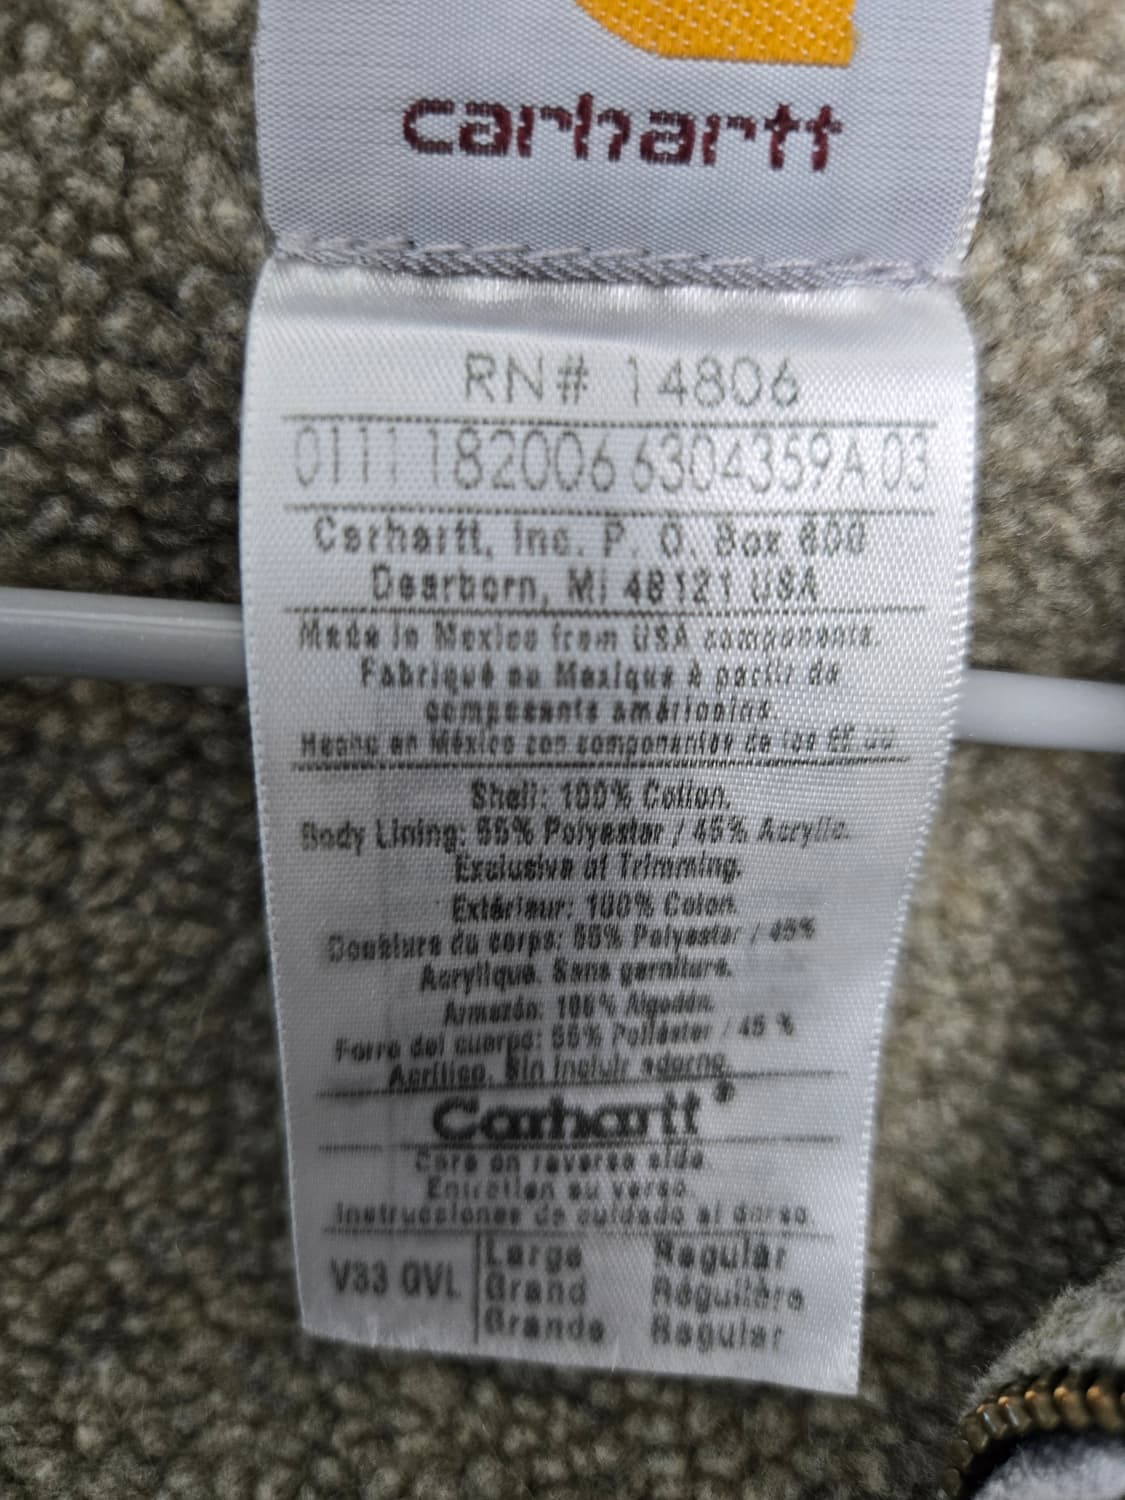 carhartt
RN# 14806
0111 182006 6304359A 03
Carhartt, Inc. P. O. Box 600
Dearborn, MI 48121 USA
Made in Mexico from USA components.
Fabriqué au Mexique à partir de
composants américains.
Hecho en México con componentes de los EE UU
Shell: 100% Cotton.
Body Lining: 55% Polyester / 45% Acrylic.
Exclusive of Trimming.
Extérieur: 100% Coton.
Doublure du corps: 55% Polyester / 45%
Acrylique. Sans garniture.
Armazón: 100% Algodón.
Forro del cuerpo: 55% Poliéster / 45 %
Acrílico. Sin incluir adorno.
Carhartt®
Care on reverse side
Entretien au verso.
Instrucciones de cuidado al dorso.
V33 GVL
Large Regular
Grand Régulière
Grande Regular